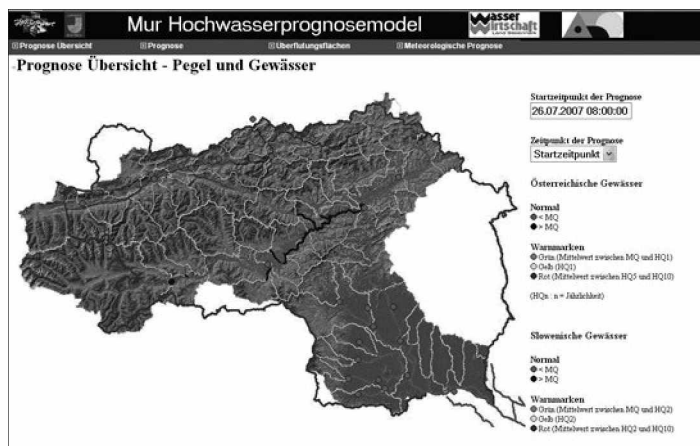 Mur Hochwasserprognosemodel
Wasser
Wirtschaft
Land Steiermark
Prognose Übersicht
Prognose
Überflutungsflächen
Meteorologische Prognose
Prognose Übersicht - Pegel und Gewässer
Startzeitpunkt der Prognose
26.07.2007 08:00:00
Zeitpunkt der Prognose
Startzeitpunkt
Österreichische Gewässer
Normal
< MQ
> MQ
Warnmarken
Grün (Mittelwert zwischen MQ und HQ1)
Gelb (HQ1)
Rot (Mittelwert zwischen HQ5 und HQ10)
(HQn : n = Jährlichkeit)
Slowenische Gewässer
Normal
< MQ
> MQ
Warnmarken
Grün (Mittelwert zwischen MQ und HQ2)
Gelb (HQ2)
Rot (Mittelwert zwischen HQ2 und HQ10)